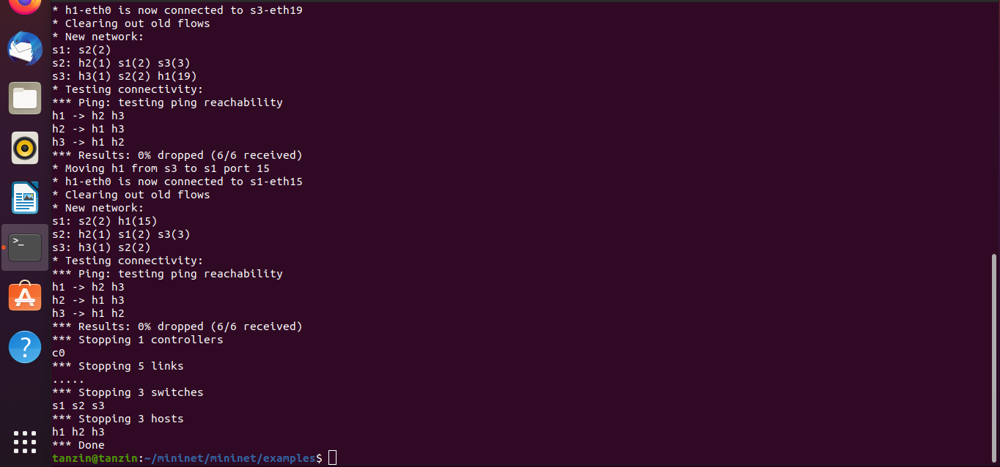 * h1-eth0 is now connected to s3-eth19
* Clearing out old flows
* New network:
s1: s2(2)
s2: h2(1) s1(2) s3(3)
s3: h3(1) s2(2) h1(19)
* Testing connectivity:
*** Ping: testing ping reachability
h1 -> h2 h3
h2 -> h1 h3
h3 -> h1 h2
*** Results: 0% dropped (6/6 received)
* Moving h1 from s3 to s1 port 15
* h1-eth0 is now connected to s1-eth15
* Clearing out old flows
* New network:
s1: s2(2) h1(15)
s2: h2(1) s1(2) s3(3)
s3: h3(1) s2(2)
* Testing connectivity:
*** Ping: testing ping reachability
h1 -> h2 h3
h2 -> h1 h3
h3 -> h1 h2
*** Results: 0% dropped (6/6 received)
*** Stopping 1 controllers
c0
*** Stopping 5 links
.....
*** Stopping 3 switches
s1 s2 s3
*** Stopping 3 hosts
h1 h2 h3
*** Done
tanzin@tanzin:~/mininet/mininet/examples$